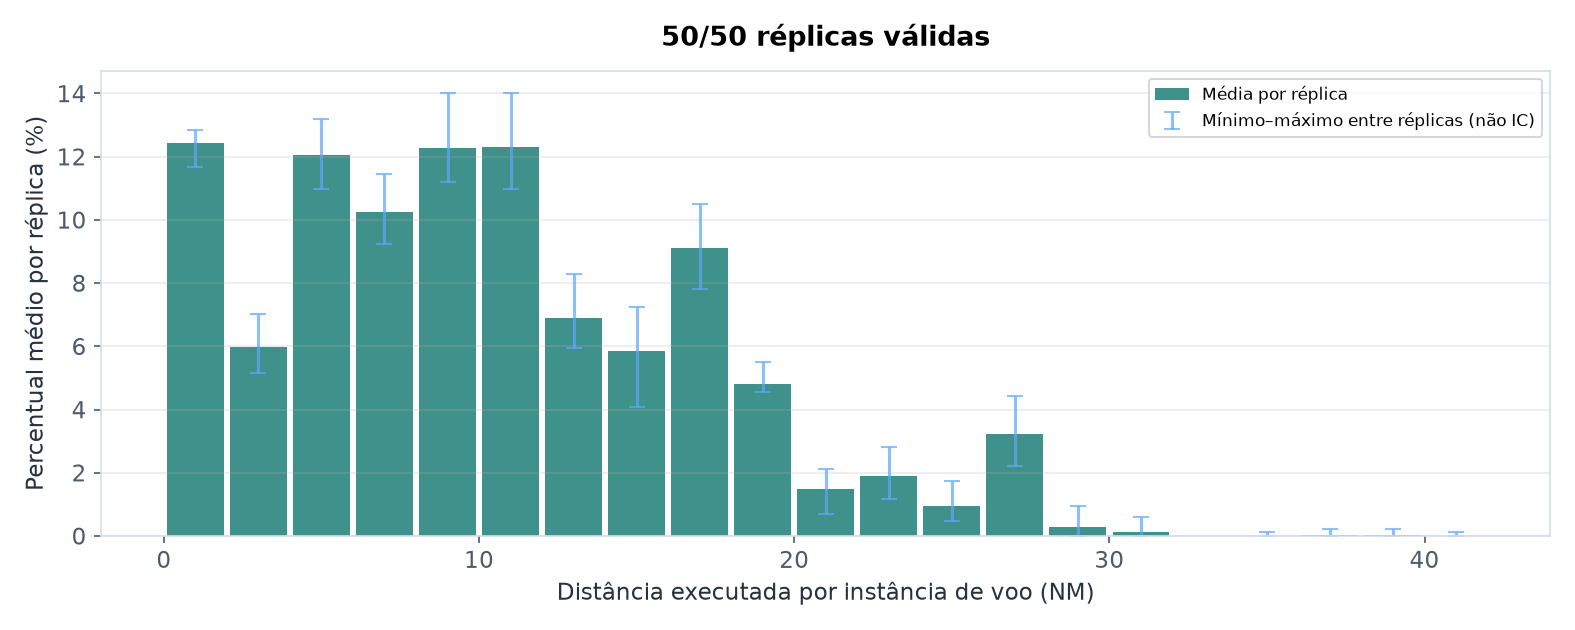 50/50 réplicas válidas
Percentual médio por réplica (%)
14
12
10
8
6
4
2
0
Média por réplica
Mínimo–máximo entre réplicas (não IC)
0 10 20 30 40
Distância executada por instância de voo (NM)